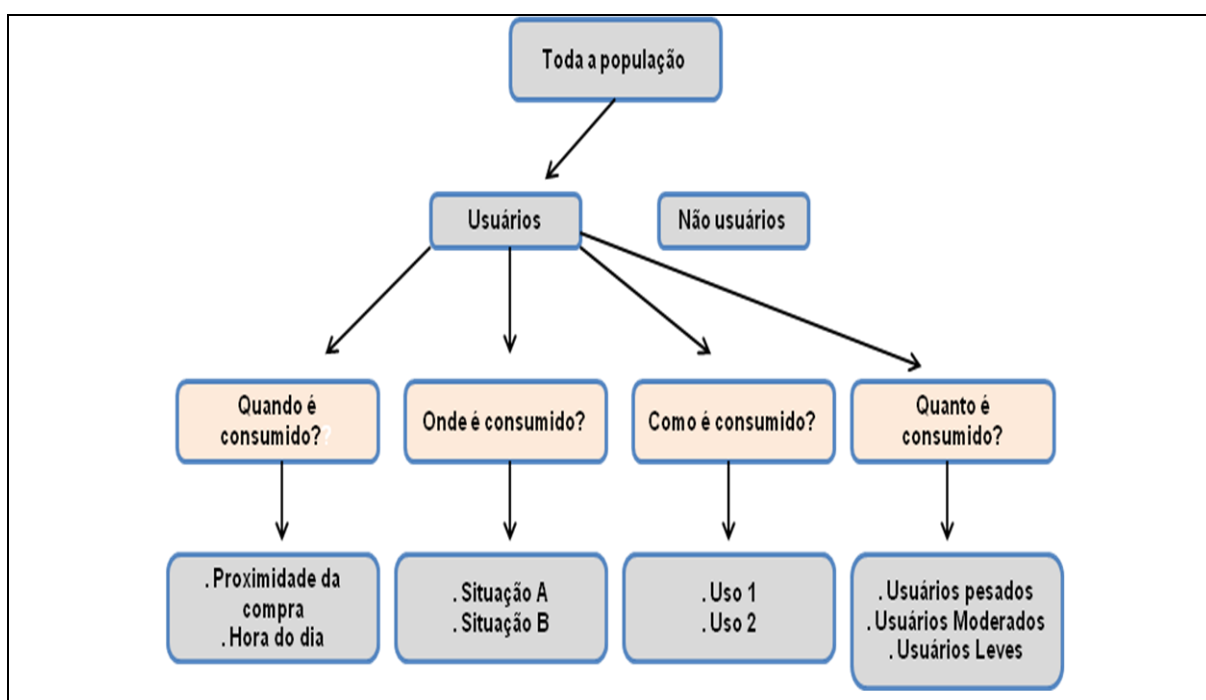 Toda a população
Usuários
Não usuários
Quando é
consumido??
Onde é consumido?
Como é consumido?
Quanto é
consumido?
. Proximidade da
compra
. Hora do dia
. Situação A
. Situação B
. Uso 1
. Uso 2
. Usuários pesados
. Usuários Moderados
. Usuários Leves